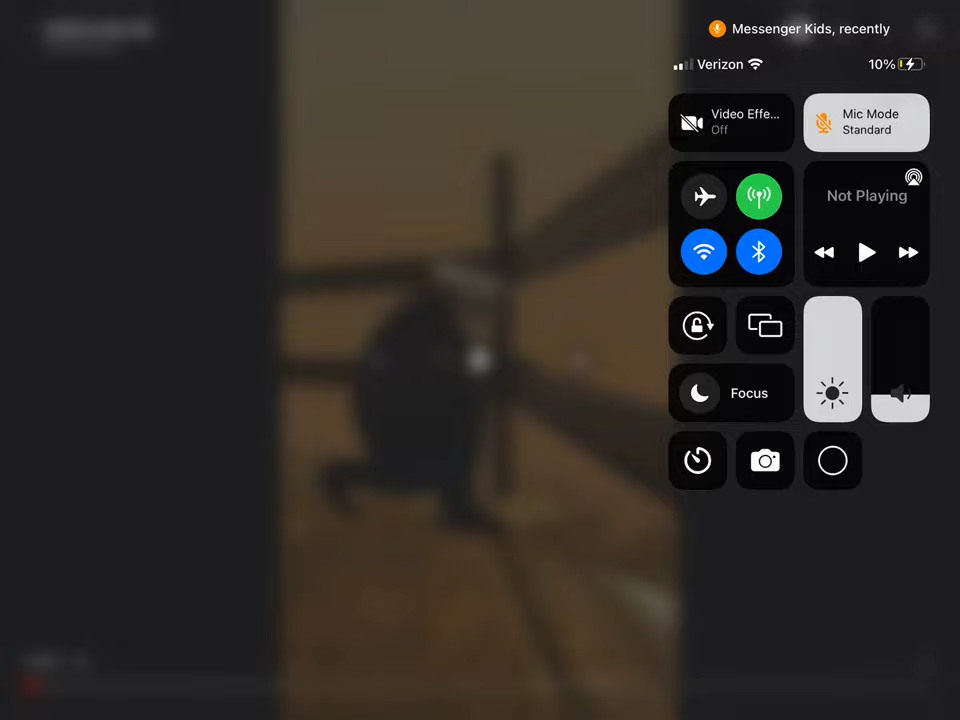 Messenger Kids, recently
Verizon 10%
Video Effe...
Off
Mic Mode
Standard
Not Playing
Focus